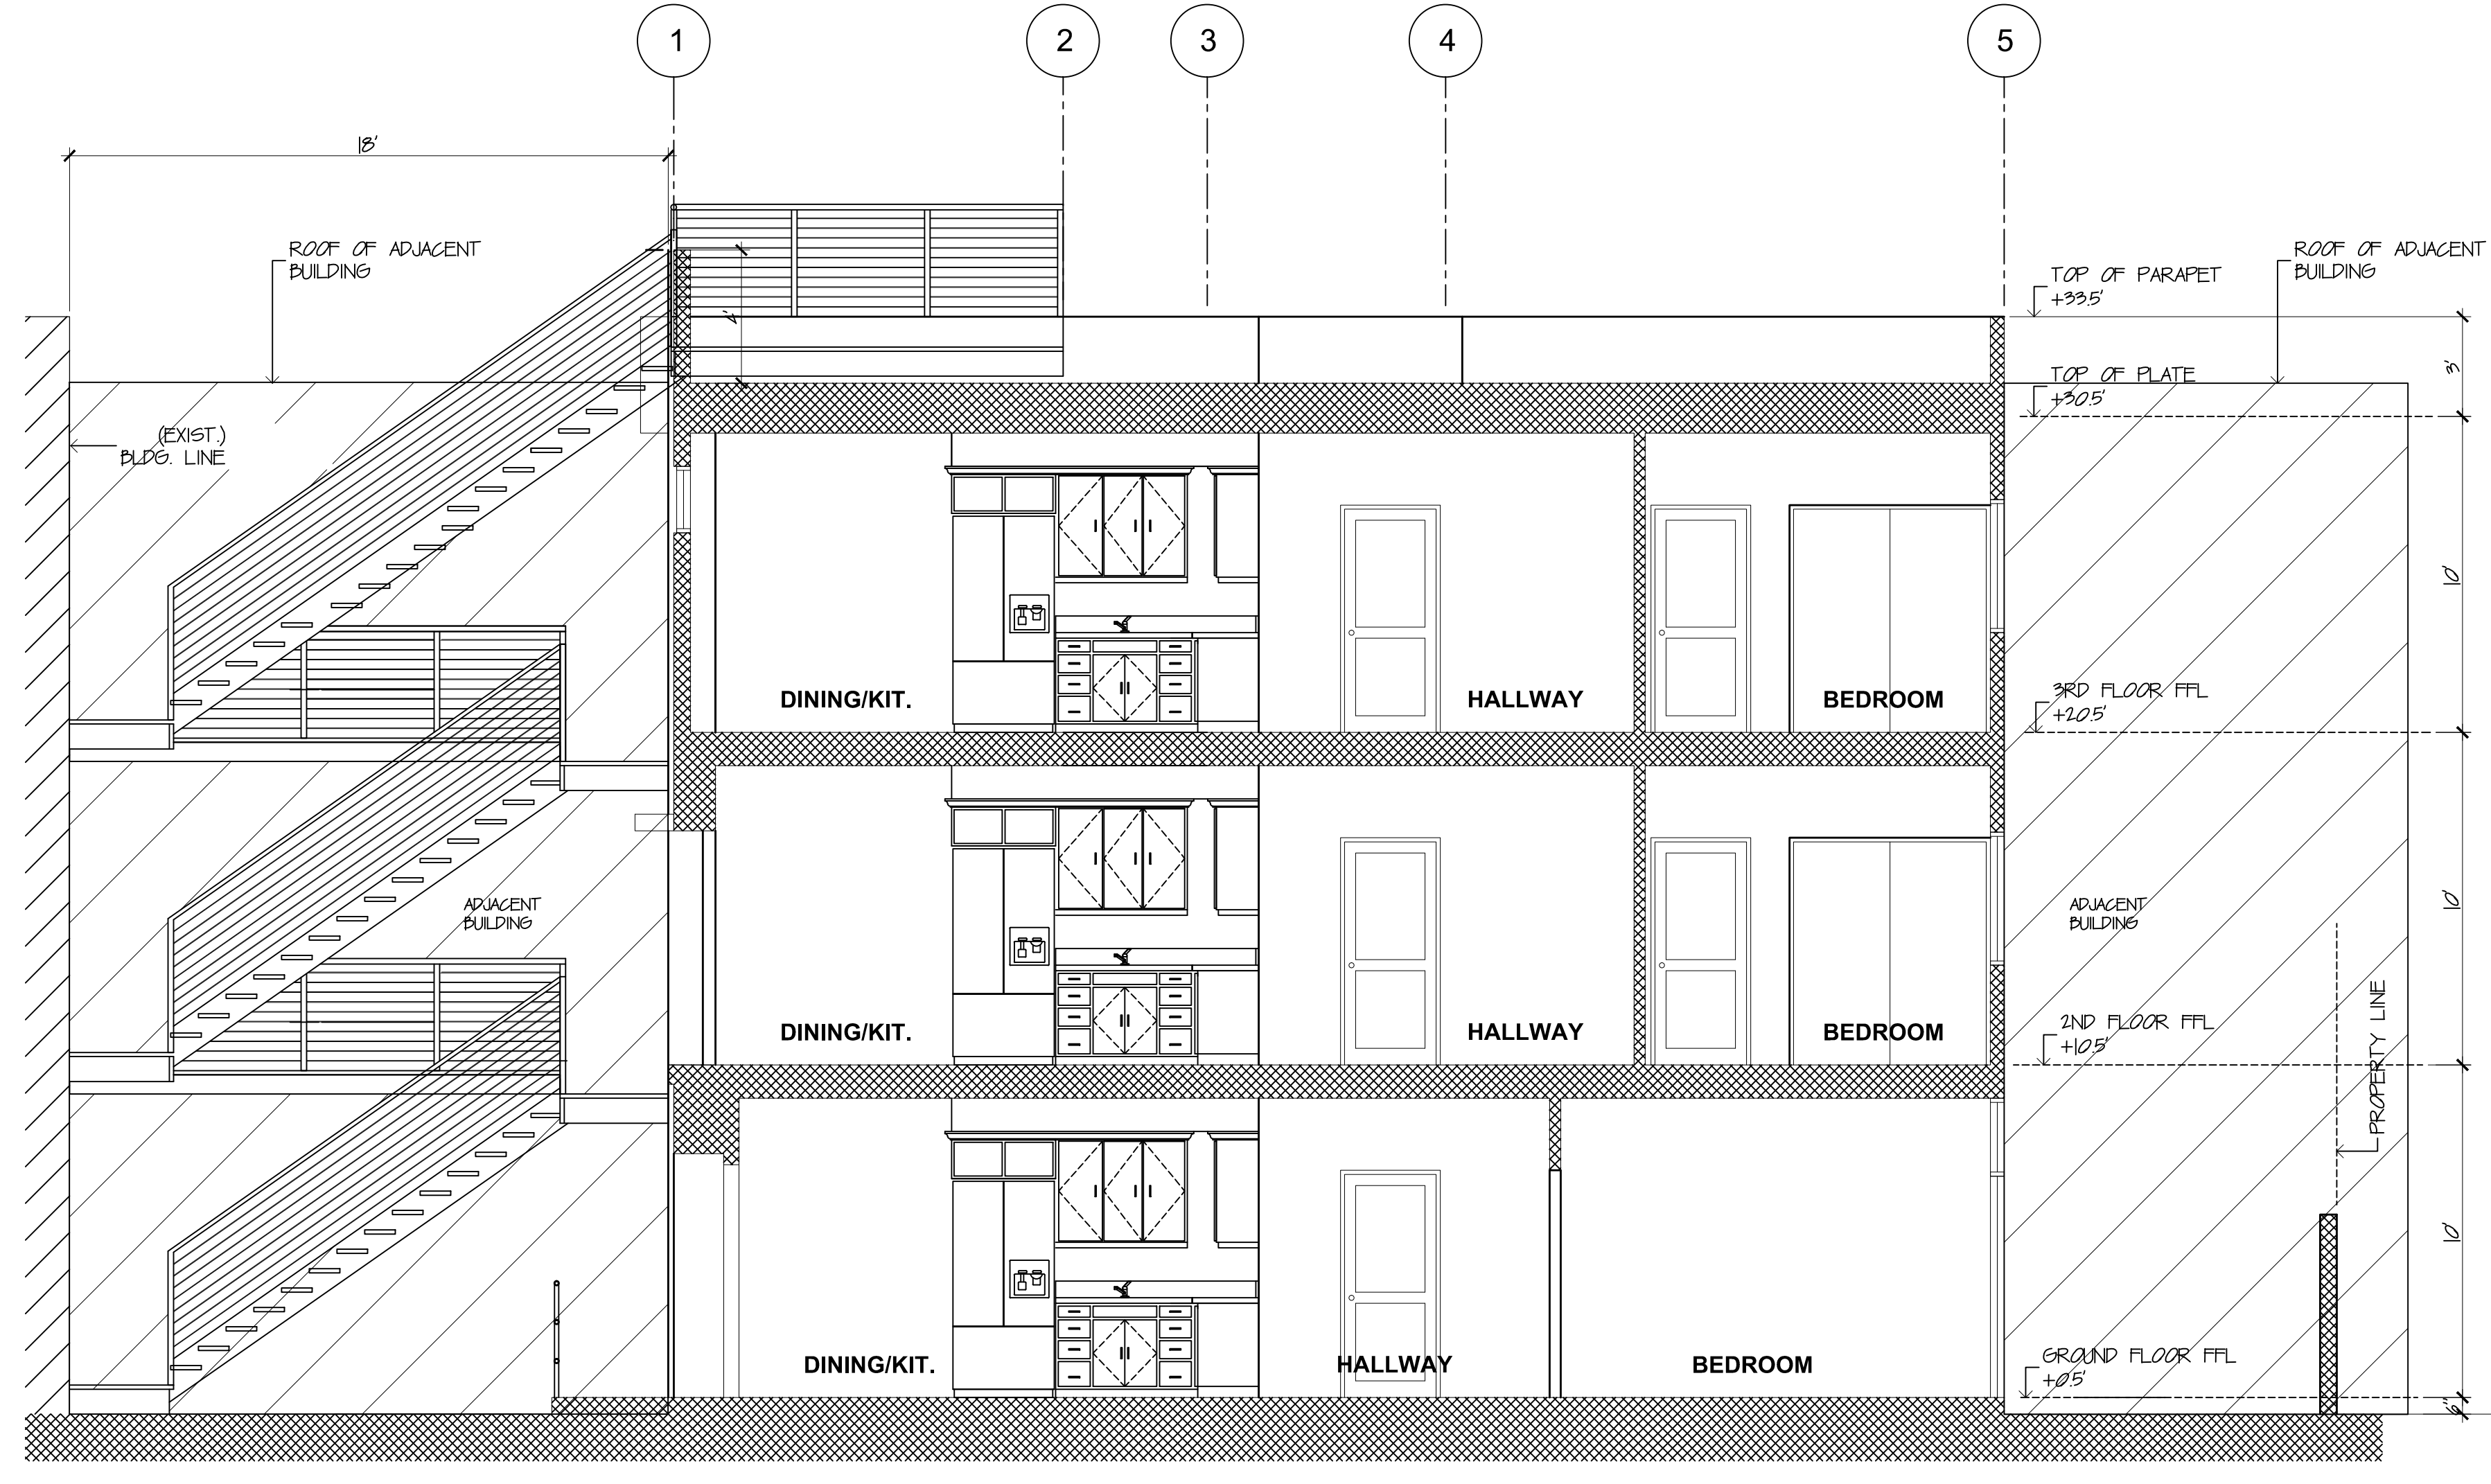 1
2
3
4
5
18'
ROOF OF ADJACENT
BUILDING
ROOF OF ADJACENT
BUILDING
TOP OF PARAPET
+33.5'
4'
3'
TOP OF PLATE
+30.5'
(EXIST.)
BLDG. LINE
10'
DINING/KIT.
HALLWAY
BEDROOM
3RD FLOOR FFL
+20.5'
ADJACENT
BUILDING
ADJACENT
BUILDING
10'
DINING/KIT.
HALLWAY
BEDROOM
2ND FLOOR FFL
+10.5'
PROPERTY LINE
10'
DINING/KIT.
HALLWAY
BEDROOM
GROUND FLOOR FFL
+0.5'
6"